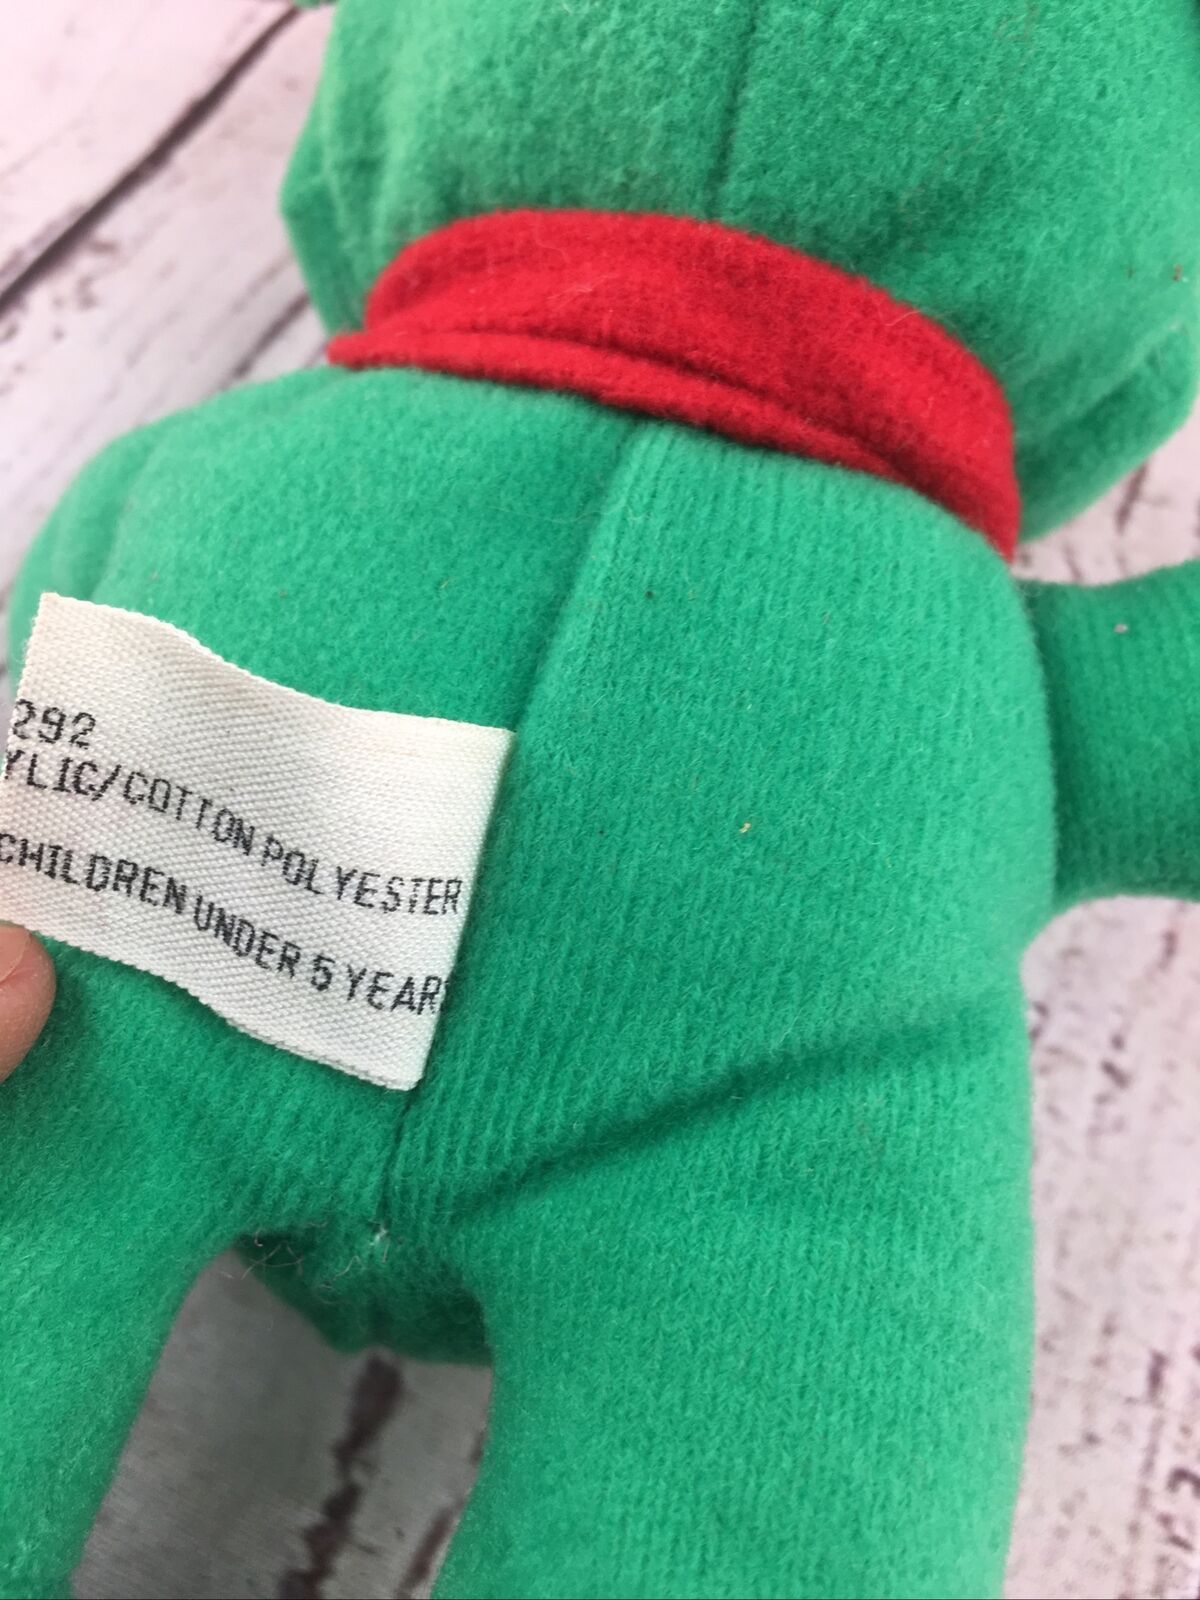 292
YLIC/COTTON POLYESTER
CHILDREN UNDER 5 YEAR